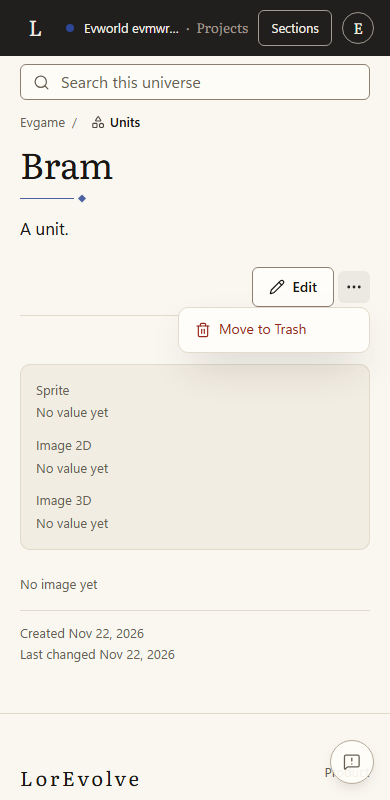 L
Evworld evmwr... · Projects
Sections
E
Search this universe
Evgame / Units
Bram
A unit.
Edit
Move to Trash
Sprite
No value yet
Image 2D
No value yet
Image 3D
No value yet
No image yet
Created Nov 22, 2026
Last changed Nov 22, 2026
LorEvolve